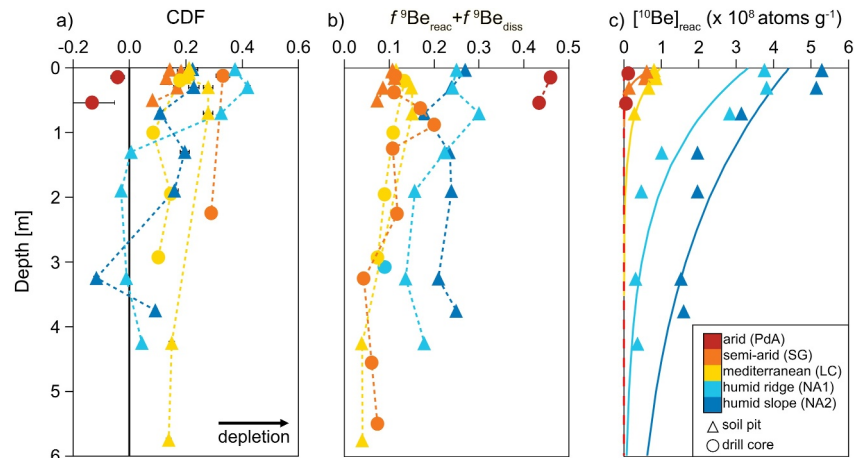 a) CDF
-0.2 0.0 0.2 0.4 0.6
b) f ⁹Be_reac+f ⁹Be_diss
0.0 0.1 0.2 0.3 0.4 0.5
c) [¹⁰Be]_reac (x 10⁸ atoms g⁻¹)
0 1 2 3 4 5 6
Depth [m]
0
1
2
3
4
5
6
depletion
arid (PdA)
semi-arid (SG)
mediterranean (LC)
humid ridge (NA1)
humid slope (NA2)
soil pit
drill core